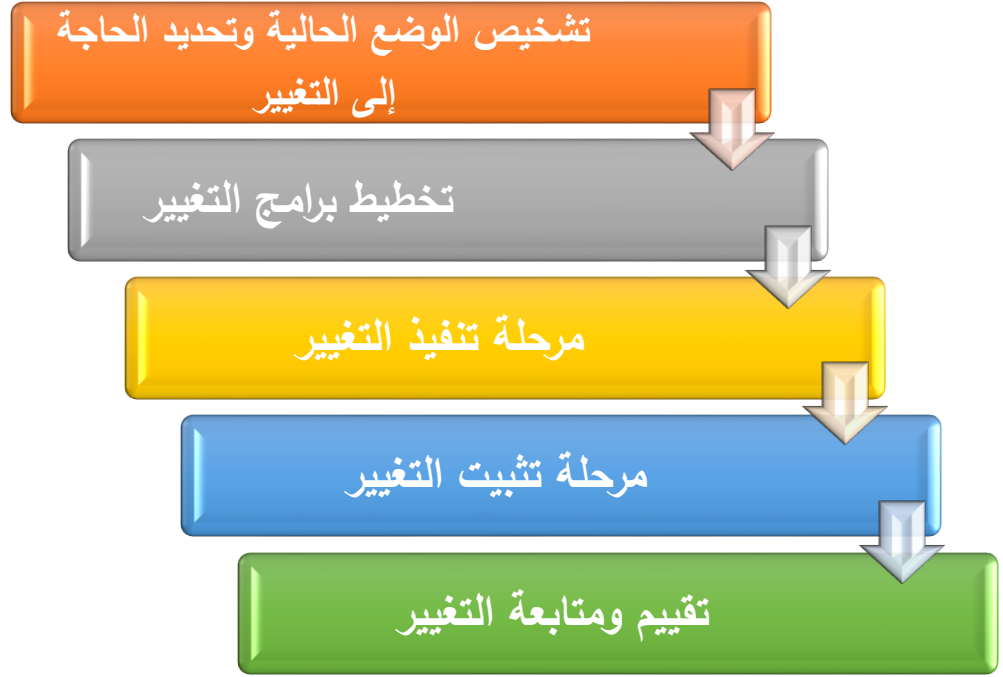 تشخيص الوضع الحالية وتحديد الحاجة
إلى التغيير
تخطيط برامج التغيير
مرحلة تنفيذ التغيير
مرحلة تثبيت التغيير
تقييم ومتابعة التغيير